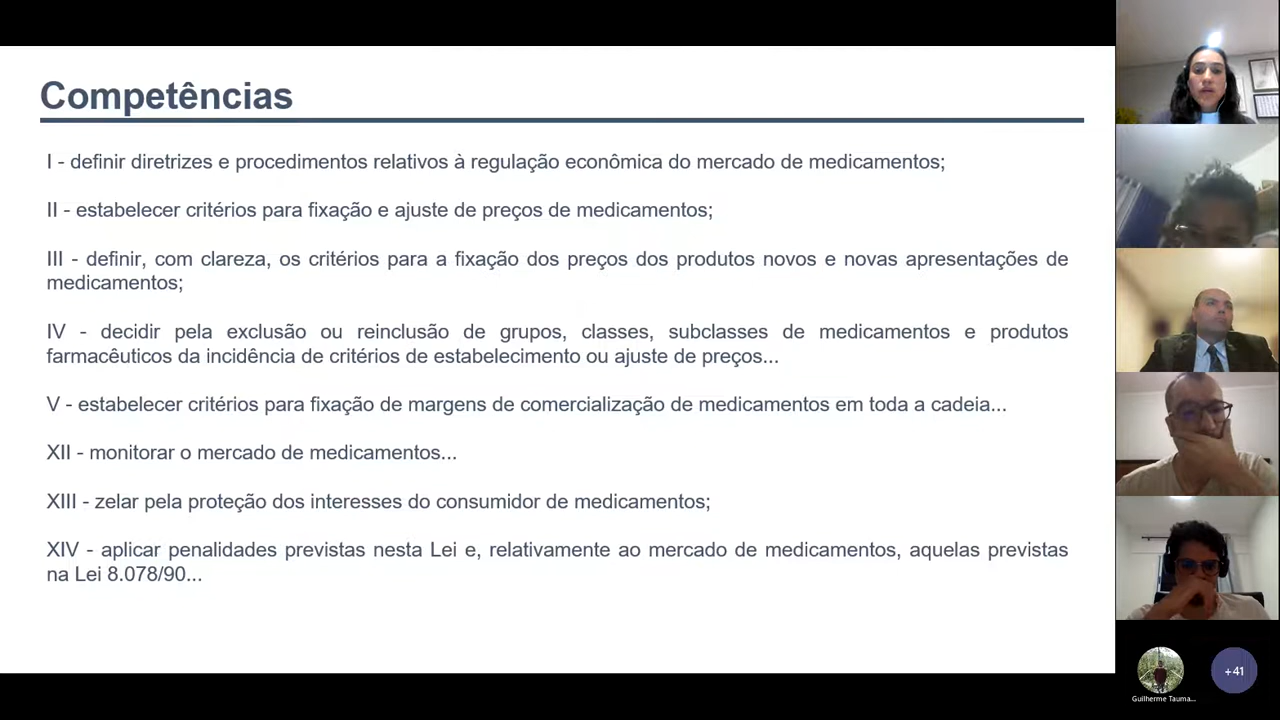 Competências
I - definir diretrizes e procedimentos relativos à regulação econômica do mercado de medicamentos;
II - estabelecer critérios para fixação e ajuste de preços de medicamentos;
III - definir, com clareza, os critérios para a fixação dos preços dos produtos novos e novas apresentações de
medicamentos;
IV - decidir pela exclusão ou reinclusão de grupos, classes, subclasses de medicamentos e produtos
farmacêuticos da incidência de critérios de estabelecimento ou ajuste de preços...
V - estabelecer critérios para fixação de margens de comercialização de medicamentos em toda a cadeia...
XII - monitorar o mercado de medicamentos...
XIII - zelar pela proteção dos interesses do consumidor de medicamentos;
XIV - aplicar penalidades previstas nesta Lei e, relativamente ao mercado de medicamentos, aquelas previstas
na Lei 8.078/90...
Guilherme Tauma...
+41